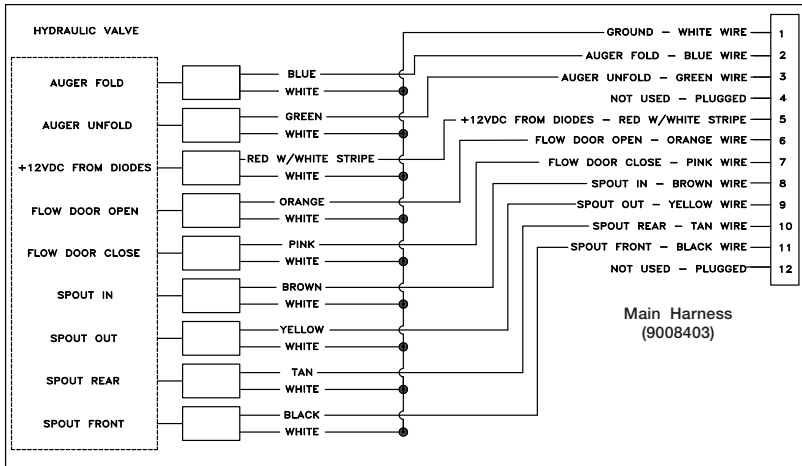 HYDRAULIC VALVE
AUGER FOLD
AUGER UNFOLD
+12VDC FROM DIODES
FLOW DOOR OPEN
FLOW DOOR CLOSE
SPOUT IN
SPOUT OUT
SPOUT REAR
SPOUT FRONT
BLUE
WHITE
GREEN
WHITE
RED W/WHITE STRIPE
WHITE
ORANGE
WHITE
PINK
WHITE
BROWN
WHITE
YELLOW
WHITE
TAN
WHITE
BLACK
WHITE
GROUND - WHITE WIRE 1
AUGER FOLD - BLUE WIRE 2
AUGER UNFOLD - GREEN WIRE 3
NOT USED - PLUGGED 4
+12VDC FROM DIODES - RED W/WHITE STRIPE 5
FLOW DOOR OPEN - ORANGE WIRE 6
FLOW DOOR CLOSE - PINK WIRE 7
SPOUT IN - BROWN WIRE 8
SPOUT OUT - YELLOW WIRE 9
SPOUT REAR - TAN WIRE 10
SPOUT FRONT - BLACK WIRE 11
NOT USED - PLUGGED 12
Main Harness
(9008403)